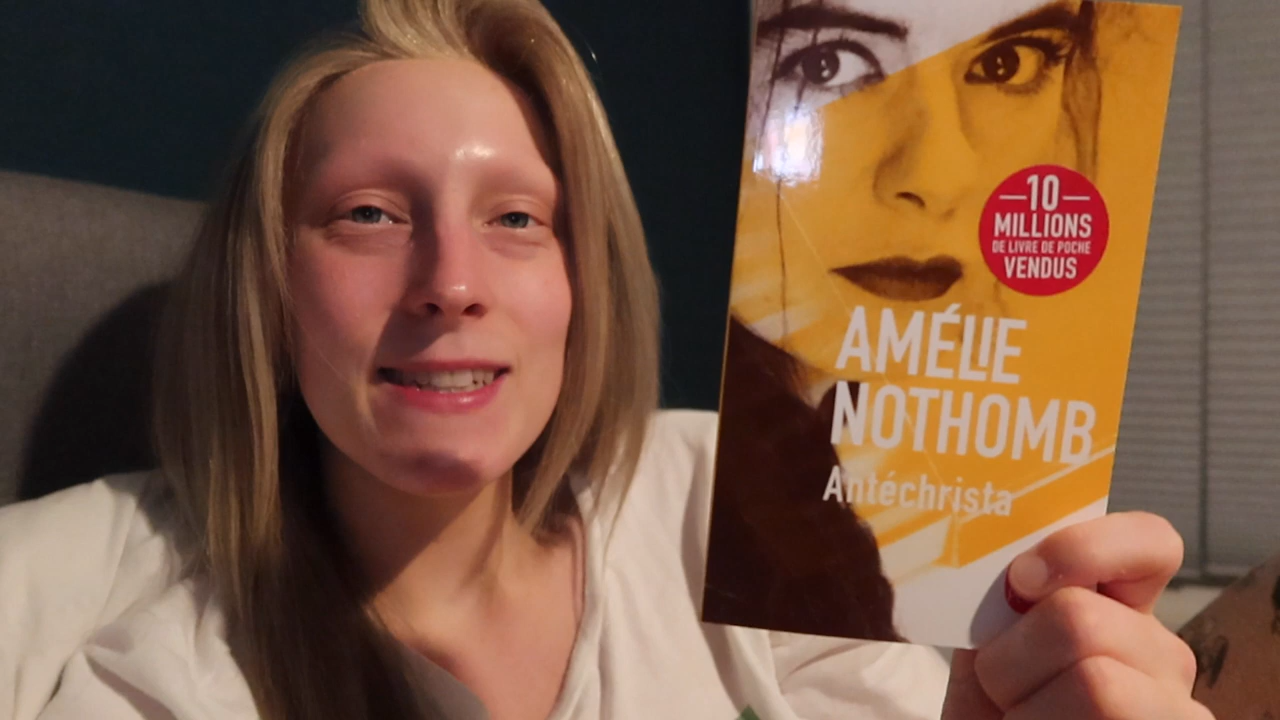 10
MILLIONS
DE LIVRE DE POCHE
VENDUS
AMÉLIE
NOTHOMB
Antéchrista